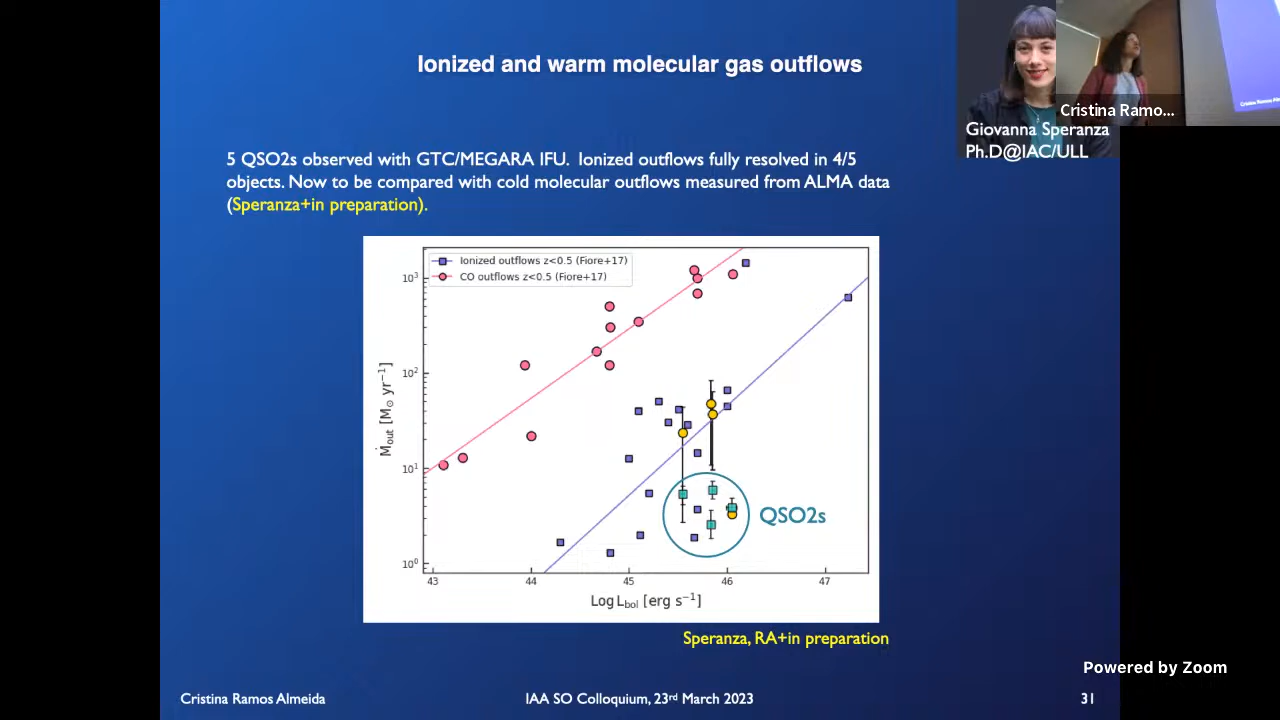 Ionized and warm molecular gas outflows
Cristina Ramo...
Giovanna Speranza
Ph.D@IAC/ULL
5 QSO2s observed with GTC/MEGARA IFU. Ionized outflows fully resolved in 4/5
objects. Now to be compared with cold molecular outflows measured from ALMA data
(Speranza+in preparation).
Ionized outflows z<0.5 (Fiore+17)
CO outflows z<0.5 (Fiore+17)
10³
10²
10¹
10⁰
Ṁout [M⊙ yr⁻¹]
QSO2s
43 44 45 46 47
Log Lbol [erg s⁻¹]
Speranza, RA+in preparation
Powered by Zoom
Cristina Ramos Almeida
IAA SO Colloquium, 23rd March 2023
31